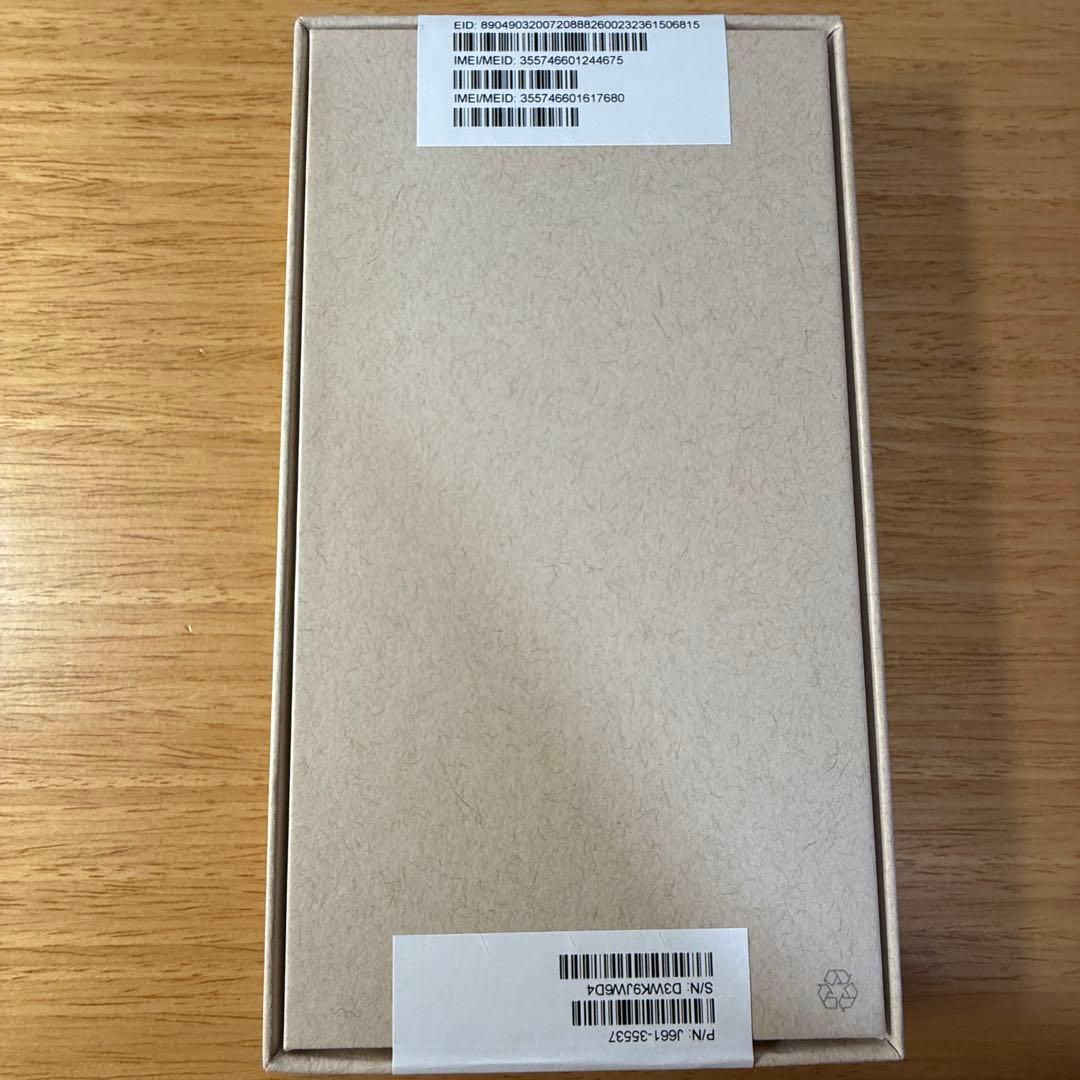 EID: 89049032007208882600232361506815
IMEI/MEID: 355746601244675
IMEI/MEID: 355746601617680
P/N: J661-35537
S/N: D3WK9JW6D4